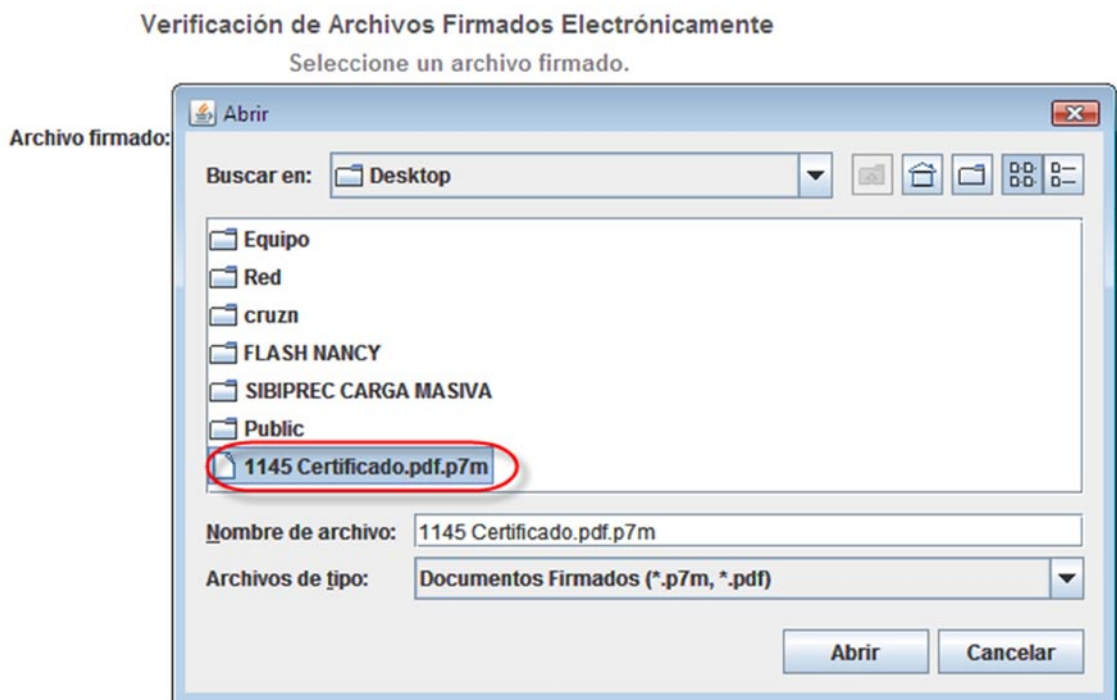 Verificación de Archivos Firmados Electrónicamente
Seleccione un archivo firmado.
Abrir
Archivo firmado:
Buscar en: Desktop
Equipo
Red
cruzn
FLASH NANCY
SIBIPREC CARGA MASIVA
Public
1145 Certificado.pdf.p7m
Nombre de archivo: 1145 Certificado.pdf.p7m
Archivos de tipo: Documentos Firmados (*.p7m, *.pdf)
Abrir Cancelar